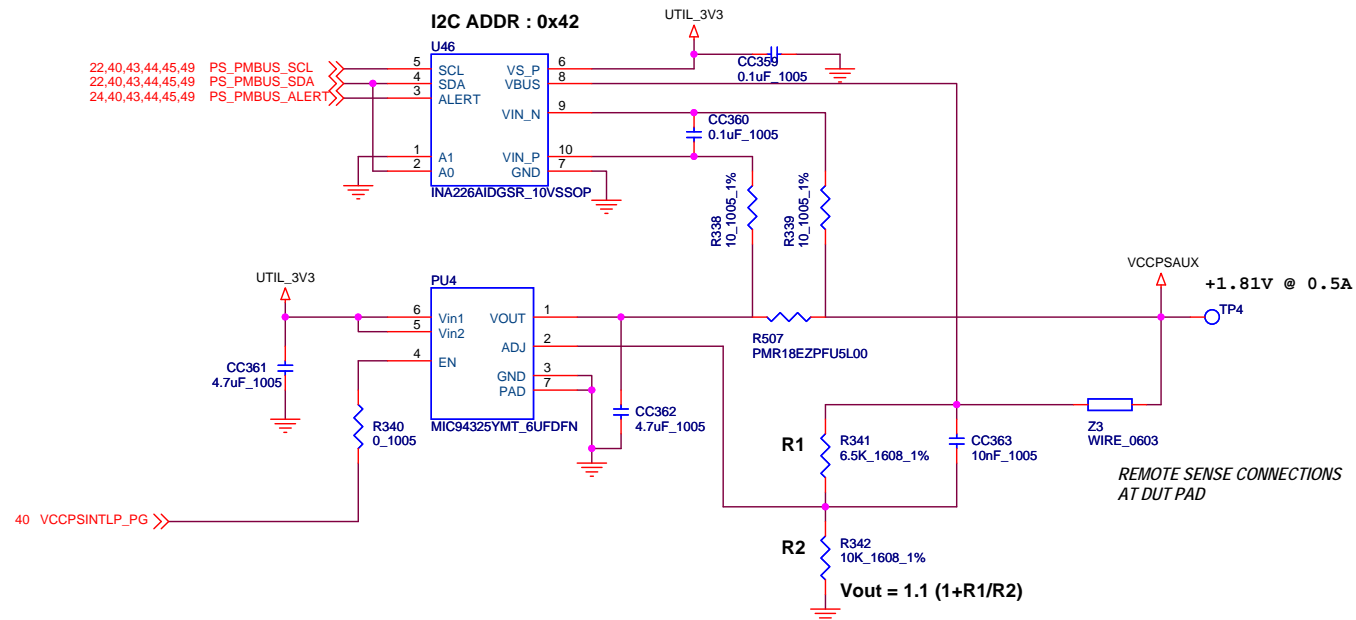 I2C ADDR : 0x42
UTIL_3V3
U46
CC359
0.1uF_1005
22,40,43,44,45,49 PS_PMBUS_SCL
22,40,43,44,45,49 PS_PMBUS_SDA
24,40,43,44,45,49 PS_PMBUS_ALERT
5 SCL
4 SDA
3 ALERT
1 A1
2 A0
VS_P 6
VBUS 8
VIN_N 9
VIN_P 10
GND 7
INA226AIDGSR_10VSSOP
CC360
0.1uF_1005
R338
10_1005_1%
R339
10_1005_1%
UTIL_3V3
PU4
6 Vin1
5 Vin2
4 EN
VOUT 1
ADJ 2
GND 3
PAD 7
MIC94325YMT_6UFDFN
CC361
4.7uF_1005
R340
0_1005
CC362
4.7uF_1005
R507
PMR18EZPFU5L00
VCCPSAUX
+1.81V @ 0.5A
TP4
R1
R341
6.5K_1608_1%
CC363
10nF_1005
Z3
WIRE_0603
REMOTE SENSE CONNECTIONS
AT DUT PAD
40 VCCPSINTLP_PG
R2
R342
10K_1608_1%
Vout = 1.1 (1+R1/R2)